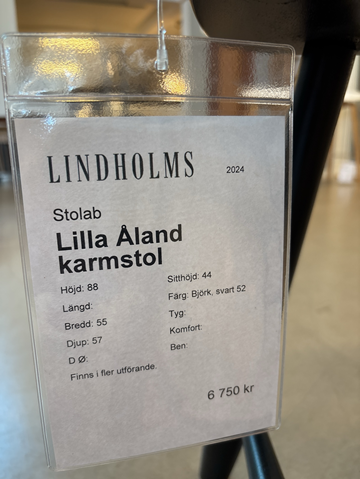 LINDHOLMS 2024
Stolab
Lilla Åland
karmstol
Höjd: 88
Längd:
Bredd: 55
Djup: 57
D Ø:
Finns i fler utförande.
Sitthöjd: 44
Färg: Björk, svart 52
Tyg:
Komfort:
Ben:
6 750 kr